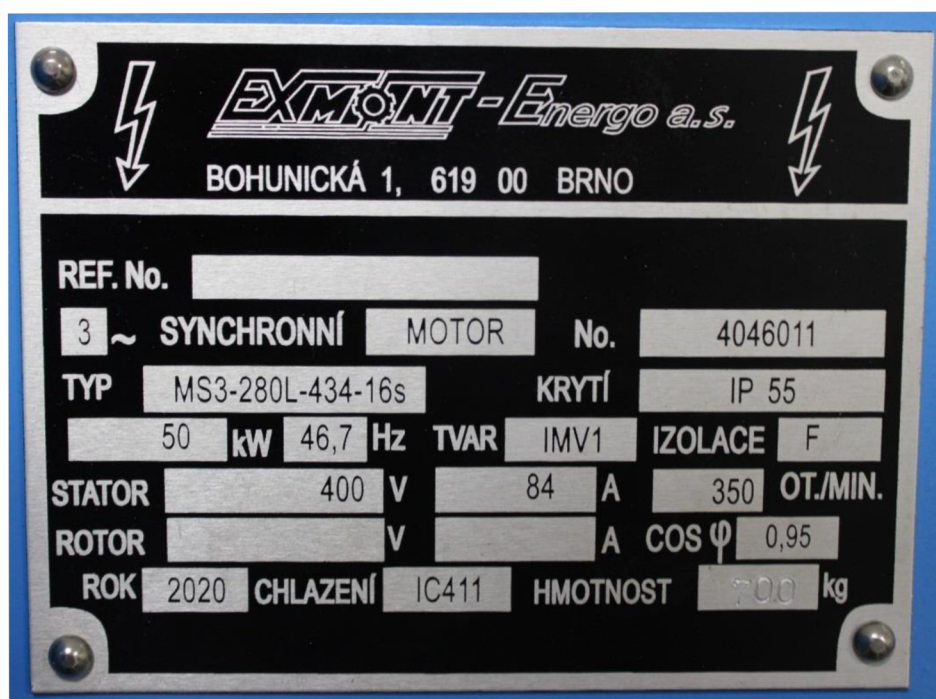 EXMONT-Energo a.s.
BOHUNICKÁ 1, 619 00 BRNO
REF. No.
3 ~ SYNCHRONNÍ MOTOR No. 4046011
TYP MS3-280L-434-16s KRYTÍ IP 55
50 kW 46,7 Hz TVAR IMV1 IZOLACE F
STATOR 400 V 84 A 350 OT./MIN.
ROTOR V A COS φ 0,95
ROK 2020 CHLAZENÍ IC411 HMOTNOST 700 kg